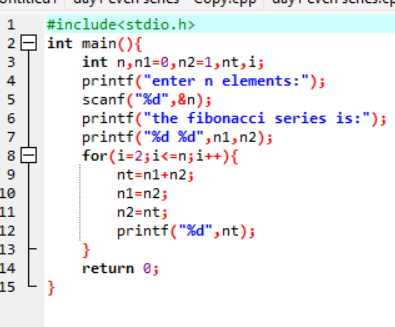 day1 even series Copy.cpp day1 even series.cp
1 #include<stdio.h>
2 int main(){
3 int n,n1=0,n2=1,nt,i;
4 printf("enter n elements:");
5 scanf("%d",&n);
6 printf("the fibonacci series is:");
7 printf("%d %d",n1,n2);
8 for(i=2;i<=n;i++){
9 nt=n1+n2;
10 n1=n2;
11 n2=nt;
12 printf("%d",nt);
13 }
14 return 0;
15 }